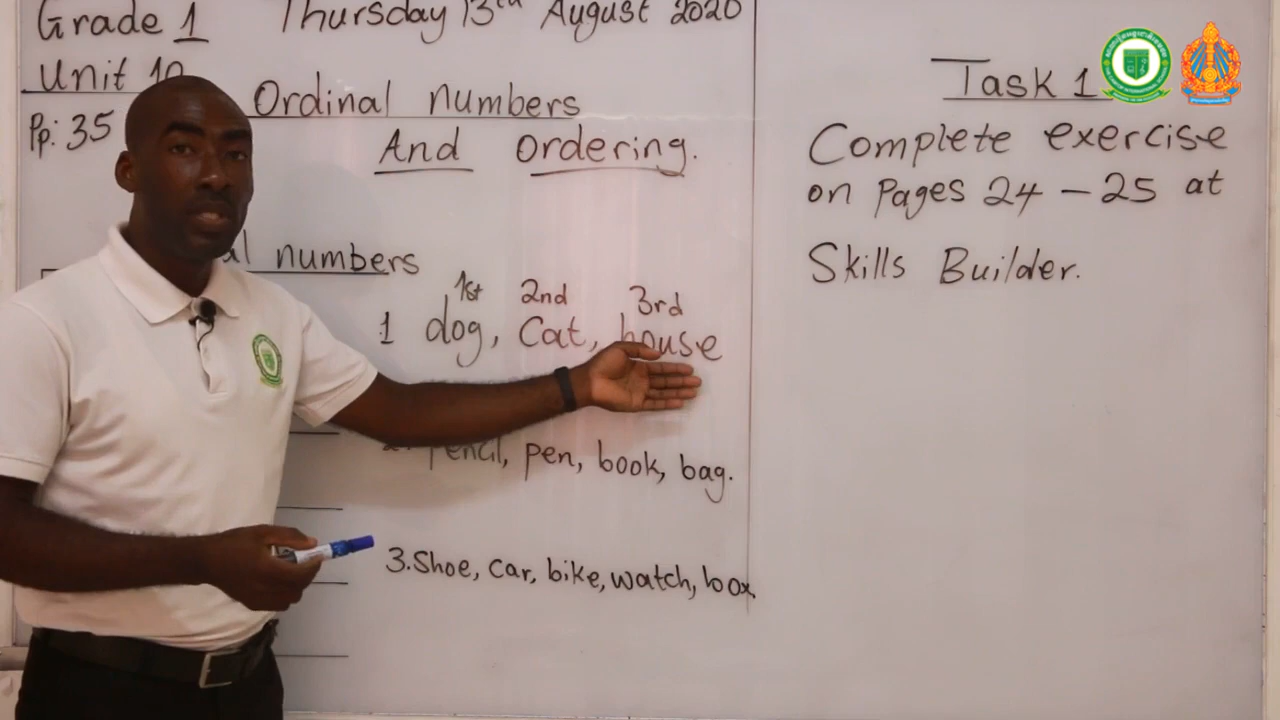 Grade 1 Thursday 13th August 2020
Unit 10
Pp: 35
Ordinal numbers
And Ordering.
numbers
1st 2nd 3rd
1 dog, Cat, house
pencil, pen, book, bag.
3. Shoe, car, bike, watch, box
Task 1
Complete exercise
on Pages 24 – 25 at
Skills Builder.